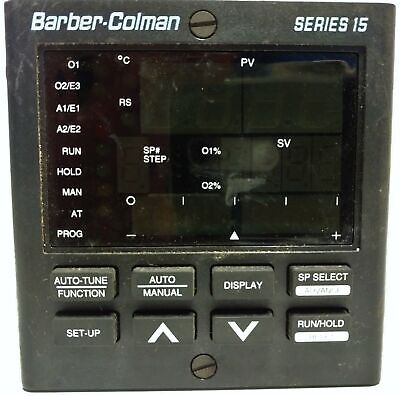 Barber-Colman SERIES 15
O1 °C PV
O2/E3
A1/E1 RS
A2/E2
RUN SP# O1% SV
HOLD STEP
MAN O2%
AT O I I I I
PROG − ▲ +
AUTO-TUNE AUTO DISPLAY SP SELECT
FUNCTION MANUAL
SET-UP RUN/HOLD